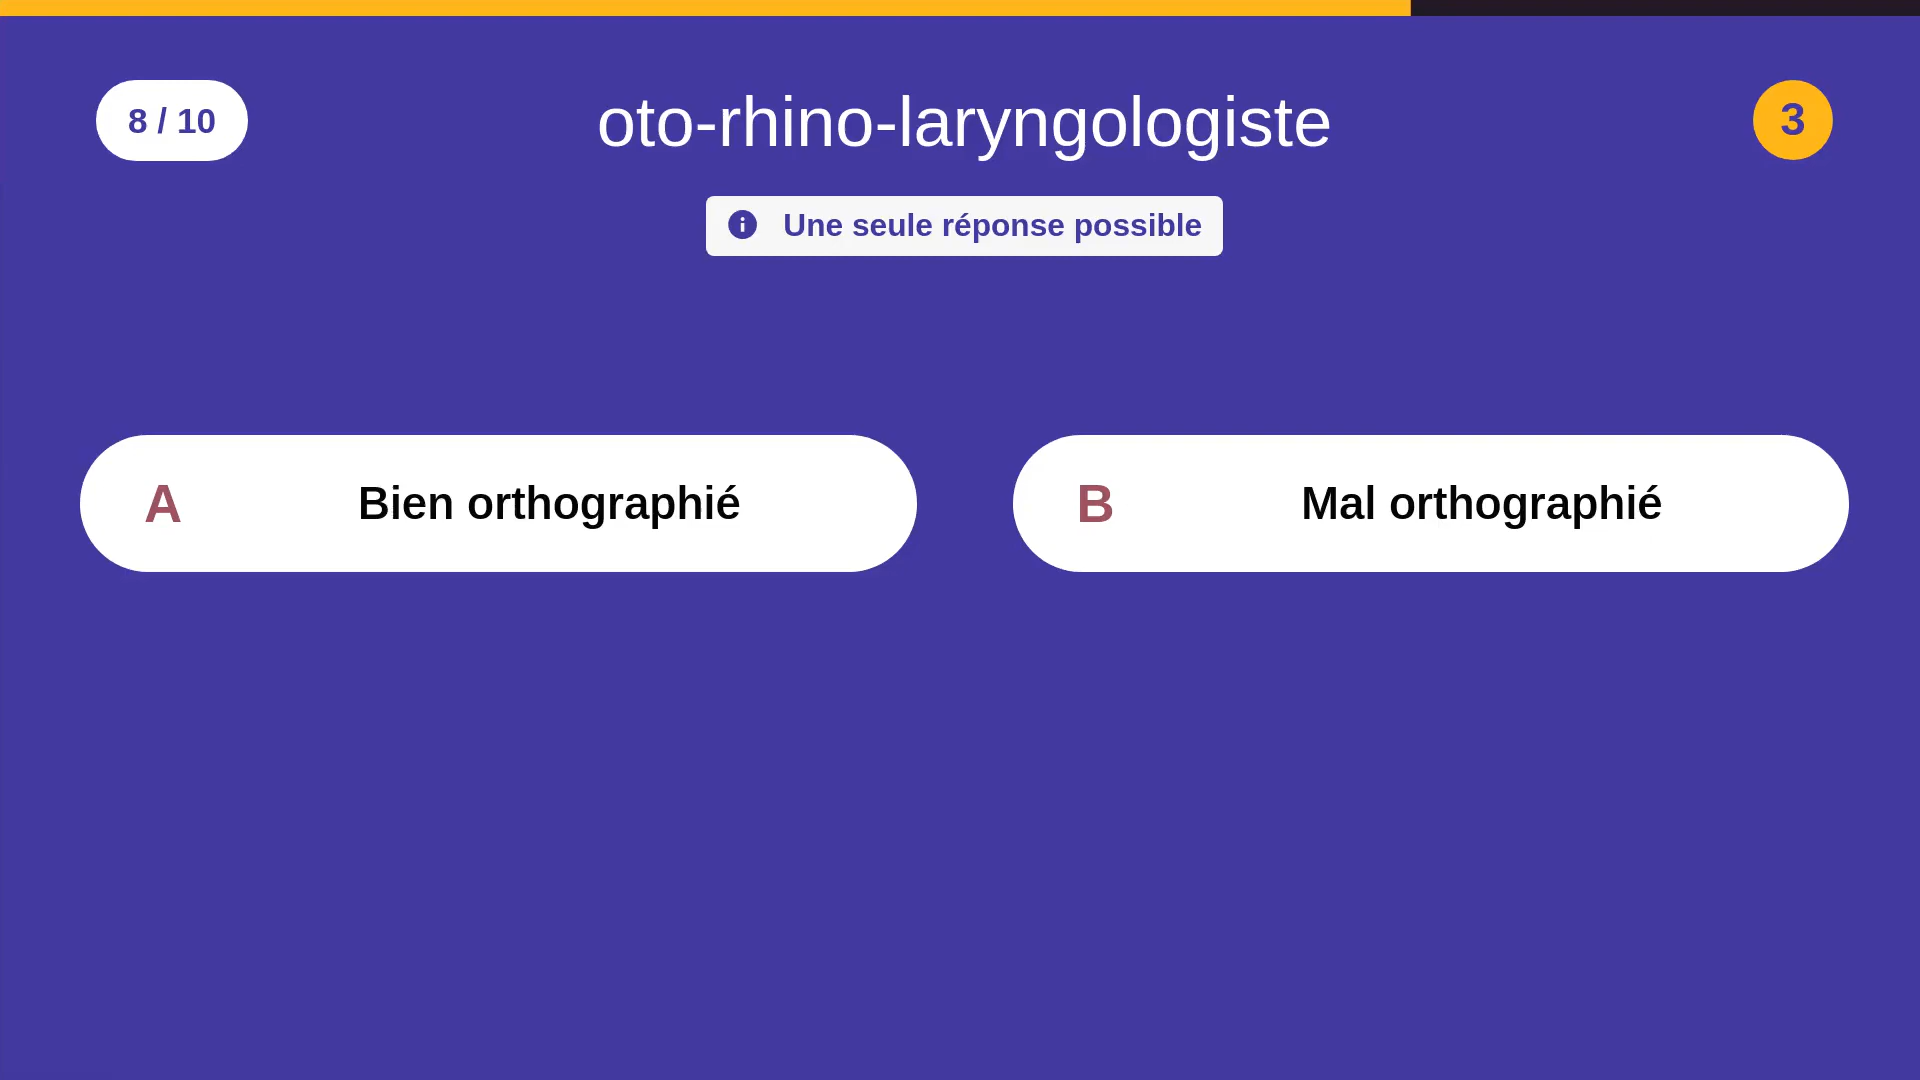 8 / 10
oto-rhino-laryngologiste
3
Une seule réponse possible
A Bien orthographié
B Mal orthographié